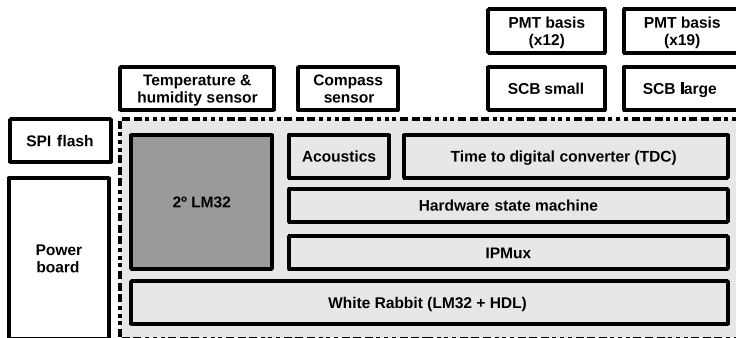 PMT basis
(x12)
PMT basis
(x19)
Temperature &
humidity sensor
Compass
sensor
SCB small
SCB large
SPI flash
2º LM32
Acoustics
Time to digital converter (TDC)
Hardware state machine
Power
board
IPMux
White Rabbit (LM32 + HDL)